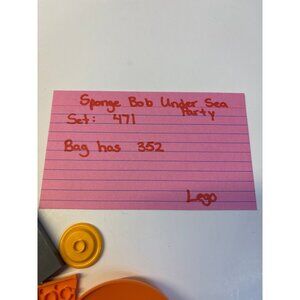 Sponge Bob Under Sea
Party
Set: 471
Bag has 352
Lego